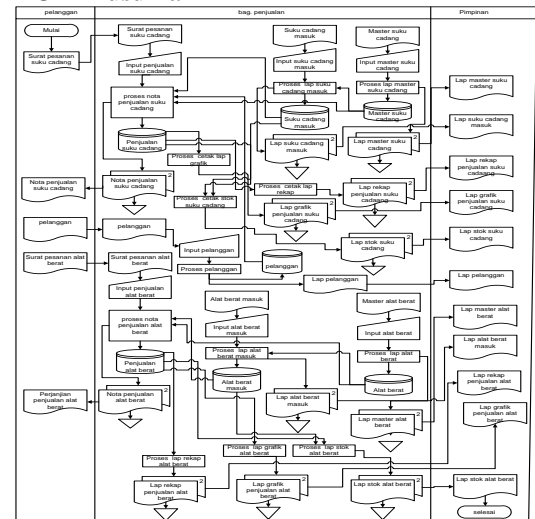 pelanggan
bag. penjualan
Pimpinan
Mulai
Surat pesanan
suku cadang
Surat pesanan
suku cadang
Input penjualan
suku cadang
Suku cadang
masuk
Input suku cadang
masuk
Master suku
cadang
Input master suku
cadang
Proses lap suku
cadang masuk
Proses lap master
suku cadang
proses nota
penjualan suku
cadang
Suku cadang
masuk
Master suku
cadang
Lap master suku
cadang
Penjualan
suku cadang
Lap suku cadang
masuk
2
Lap master suku
cadang
2
Lap suku cadang
masuk
Proses cetak lap
grafik
Nota penjualan
suku cadang
Nota penjualan
suku cadang
2
Proses cetak lap
rekap
Lap rekap
penjualan suku
cadang
2
Lap rekap
penjualan suku
cadang
Proses cetak stok
suku cadang
Lap grafik
penjualan suku
cadang
2
Lap grafik
penjualan suku
cadang
pelanggan
pelanggan
Input pelanggan
Proses pelanggan
pelanggan
Lap stok suku
cadang
2
Lap stok suku
cadang
Surat pesanan alat
berat
Surat pesanan alat
berat
Lap pelanggan
Lap pelanggan
Input penjualan
alat berat
Alat berat masuk
Input alat berat
masuk
Master alat berat
Input alat berat
Lap master alat
berat
proses nota
penjualan alat
berat
Proses lap alat
berat masuk
Proses lap alat
berat
Lap alat berat
masuk
Penjualan
alat berat
Alat berat
masuk
Alat berat
Lap rekap
penjualan alat
berat
Perjanjian
penjualan alat
berat
Nota penjualan
alat berat
2
Lap alat berat
masuk
2
Lap master alat
berat
2
Lap grafik
penjualan alat
berat
Proses lap grafik
alat berat
Proses lap stok
alat berat
Proses lap rekap
alat berat
Lap rekap
penjualan alat
berat
2
Lap grafik
penjualan alat
berat
2
Lap stok alat berat
2
Lap stok alat berat
selesai